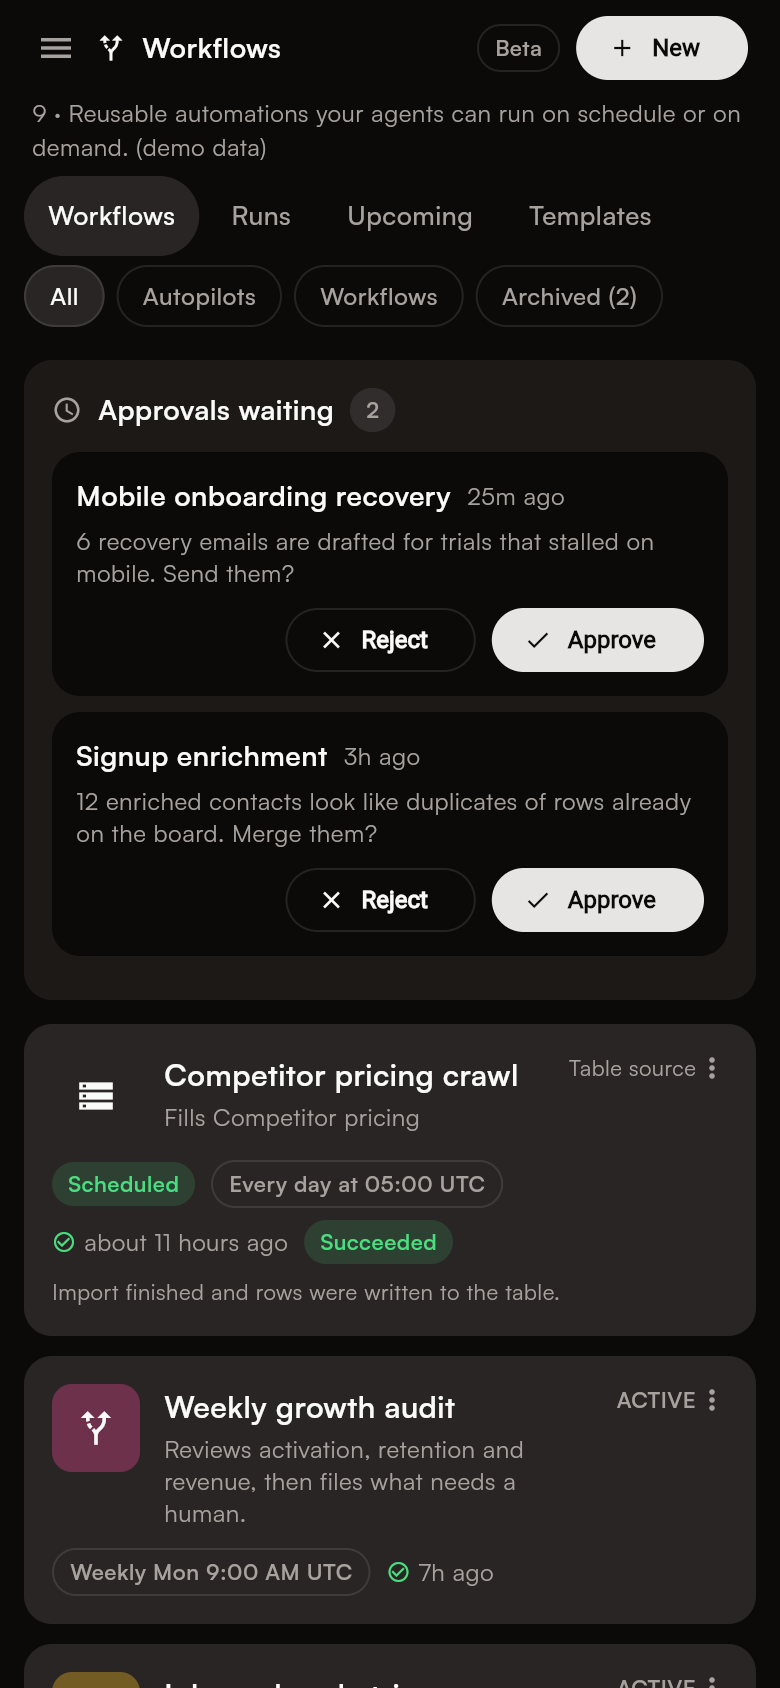 Workflows
Beta
New
9 · Reusable automations your agents can run on schedule or on
demand. (demo data)
Workflows
Runs
Upcoming
Templates
All
Autopilots
Workflows
Archived (2)
Approvals waiting
2
Mobile onboarding recovery 25m ago
6 recovery emails are drafted for trials that stalled on
mobile. Send them?
Reject
Approve
Signup enrichment 3h ago
12 enriched contacts look like duplicates of rows already
on the board. Merge them?
Reject
Approve
Competitor pricing crawl
Table source
Fills Competitor pricing
Scheduled
Every day at 05:00 UTC
about 11 hours ago
Succeeded
Import finished and rows were written to the table.
Weekly growth audit
ACTIVE
Reviews activation, retention and
revenue, then files what needs a
human.
Weekly Mon 9:00 AM UTC
7h ago
ACTIVE